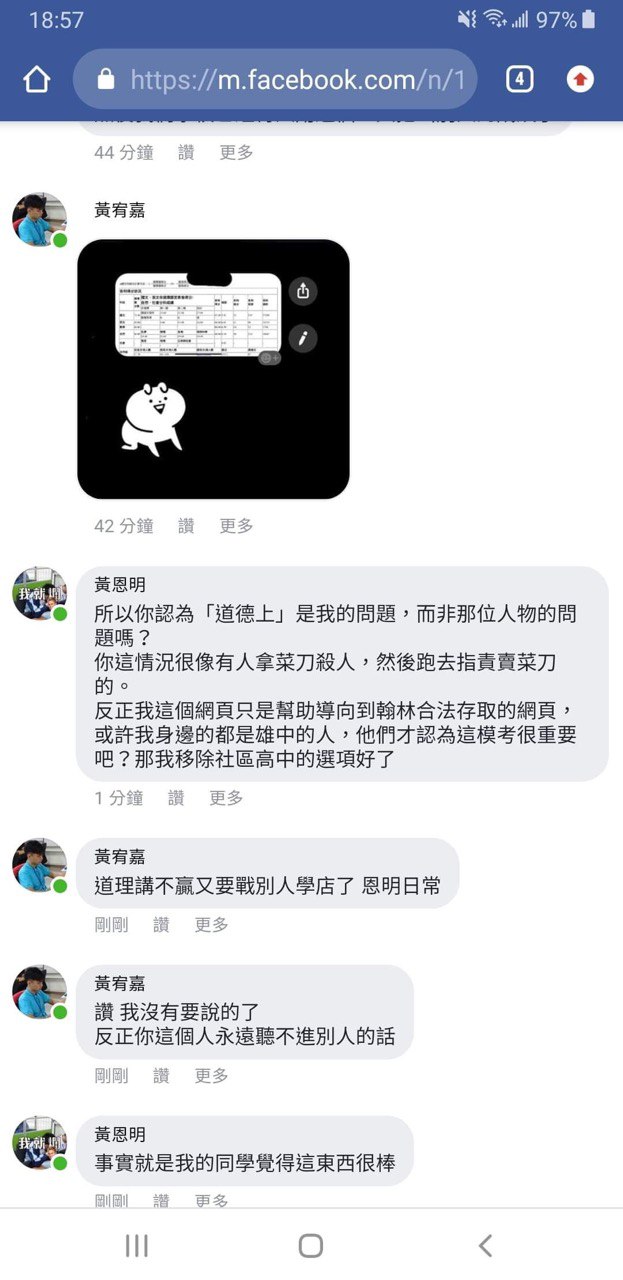 18:57
97%
https://m.facebook.com/n/1
4
44 分鐘 讚 更多
黃宥嘉
42 分鐘 讚 更多
黃恩明
所以你認為「道德上」是我的問題，而非那位人物的問
題嗎？
你這情況很像有人拿菜刀殺人，然後跑去指責賣菜刀
的。
反正我這個網頁只是幫助導向到翰林合法存取的網頁，
或許我身邊的都是雄中的人，他們才認為這模考很重要
吧？那我移除社區高中的選項好了
1 分鐘 讚 更多
黃宥嘉
道理講不贏又要戰別人學店了 恩明日常
剛剛 讚 更多
黃宥嘉
讚 我沒有要說的了
反正你這個人永遠聽不進別人的話
剛剛 讚 更多
黃恩明
事實就是我的同學覺得這東西很棒
剛剛 讚 更多